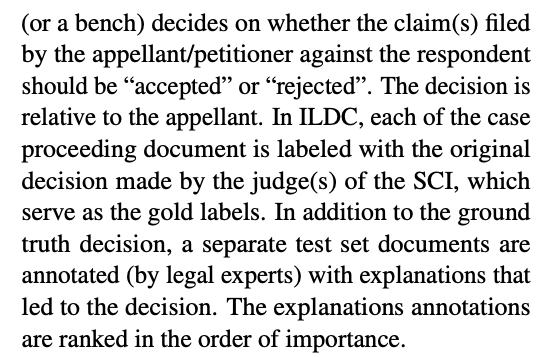 (or a bench) decides on whether the claim(s) filed
by the appellant/petitioner against the respondent
should be “accepted” or “rejected”. The decision is
relative to the appellant. In ILDC, each of the case
proceeding document is labeled with the original
decision made by the judge(s) of the SCI, which
serve as the gold labels. In addition to the ground
truth decision, a separate test set documents are
annotated (by legal experts) with explanations that
led to the decision. The explanations annotations
are ranked in the order of importance.